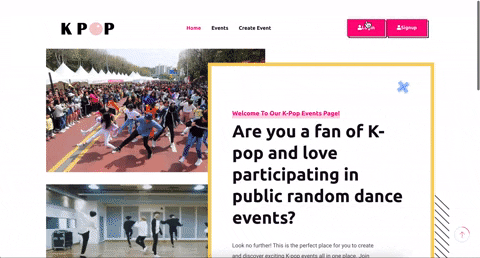 K POP
Home Events Create Event
Login Signup
Welcome To Our K-Pop Events Page!
Are you a fan of K-
pop and love
participating in
public random dance
events?
Look no further! This is the perfect place for you to create
and discover exciting K-pop events all in one place. Join